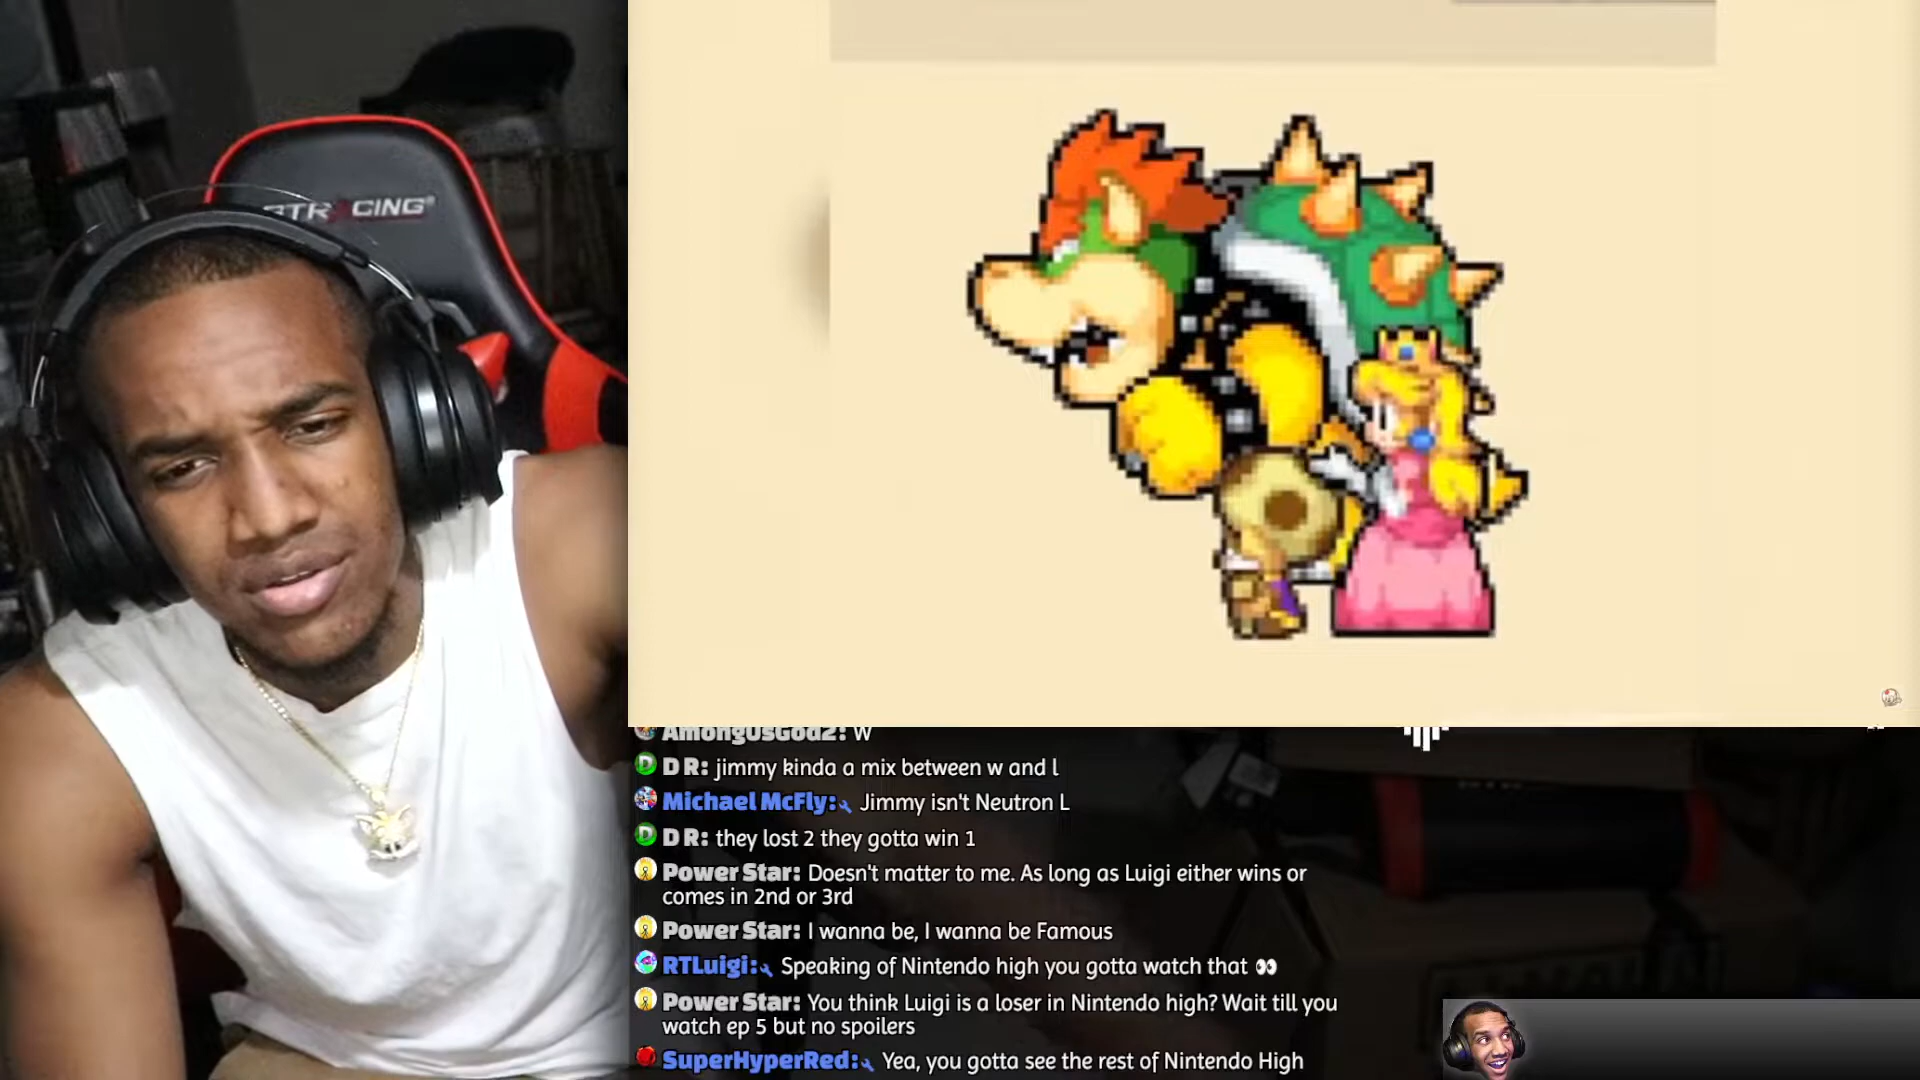 GTRACING
AmongUsGod2: W
D R: jimmy kinda a mix between w and l
Michael McFly: Jimmy isn't Neutron L
D R: they lost 2 they gotta win 1
Power Star: Doesn't matter to me. As long as Luigi either wins or
comes in 2nd or 3rd
Power Star: I wanna be, I wanna be Famous
RTLuigi: Speaking of Nintendo high you gotta watch that 👀
Power Star: You think Luigi is a loser in Nintendo high? Wait till you
watch ep 5 but no spoilers
SuperHyperRed: Yea, you gotta see the rest of Nintendo High